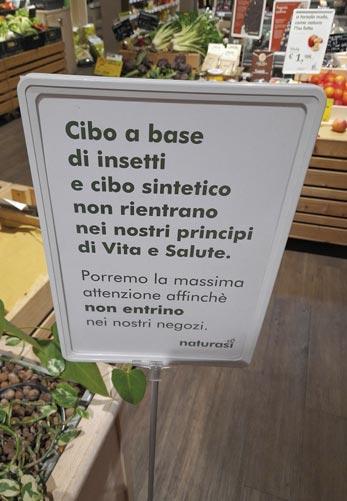 Cibo a base
di insetti
e cibo sintetico
non rientrano
nei nostri principi
di Vita e Salute.
Porremo la massima
attenzione affinchè
non entrino
nei nostri negozi.
naturasì